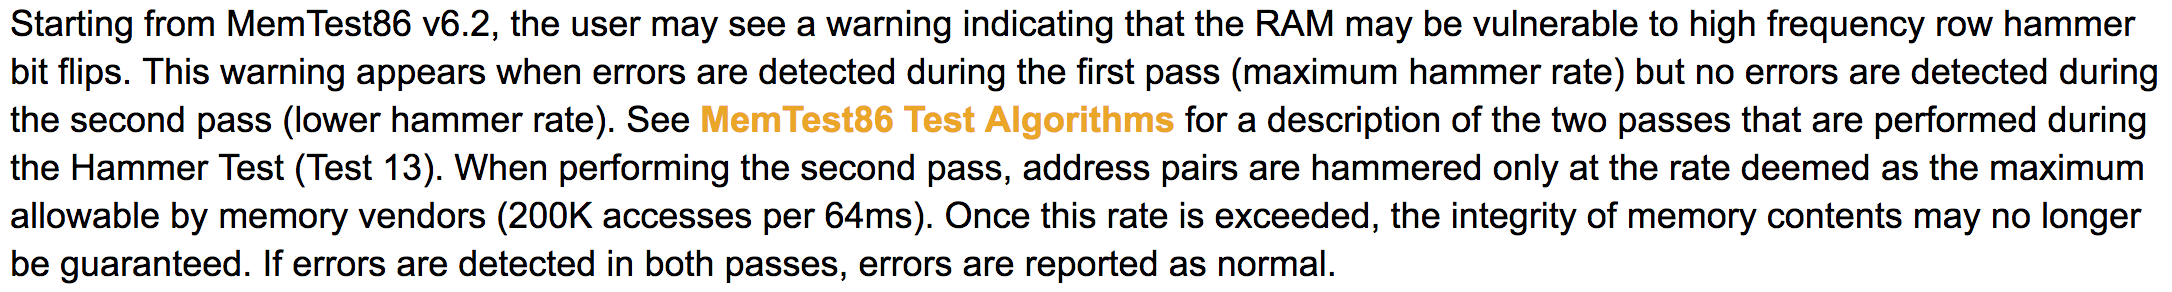 Starting from MemTest86 v6.2, the user may see a warning indicating that the RAM may be vulnerable to high frequency row hammer
bit flips. This warning appears when errors are detected during the first pass (maximum hammer rate) but no errors are detected during
the second pass (lower hammer rate). See MemTest86 Test Algorithms for a description of the two passes that are performed during
the Hammer Test (Test 13). When performing the second pass, address pairs are hammered only at the rate deemed as the maximum
allowable by memory vendors (200K accesses per 64ms). Once this rate is exceeded, the integrity of memory contents may no longer
be guaranteed. If errors are detected in both passes, errors are reported as normal.